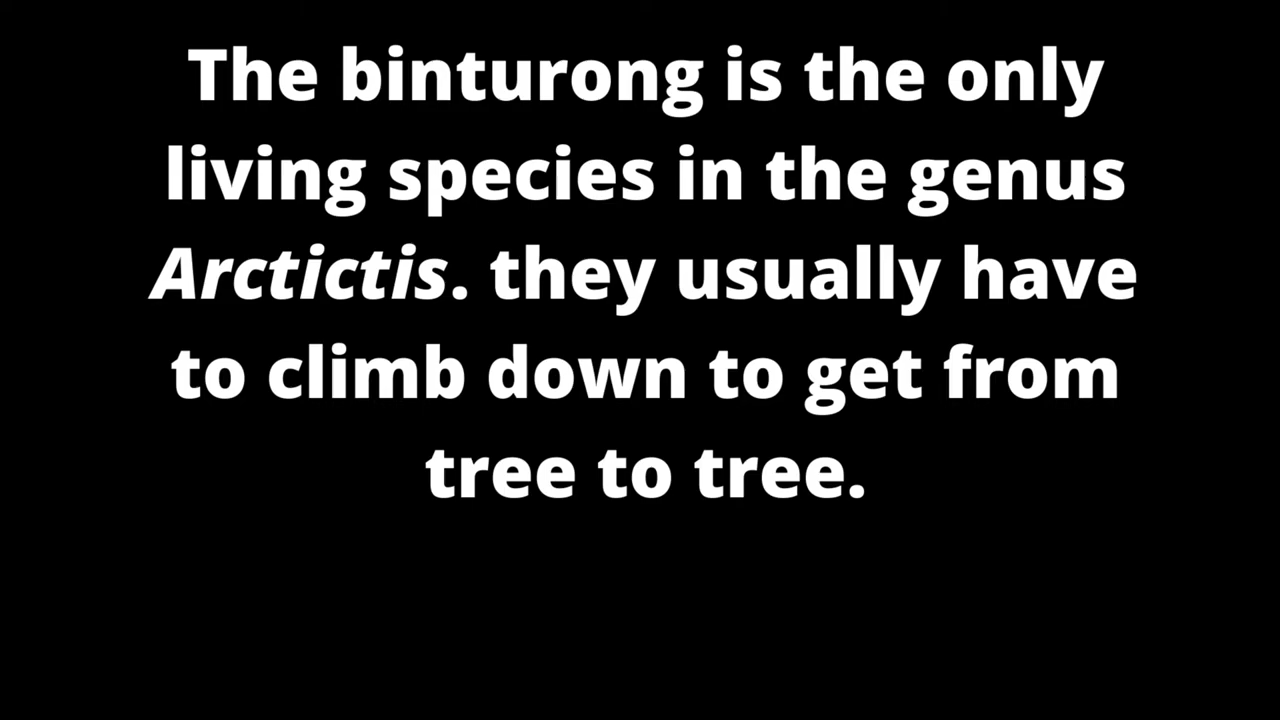 The binturong is the only
living species in the genus
Arctictis. they usually have
to climb down to get from
tree to tree.